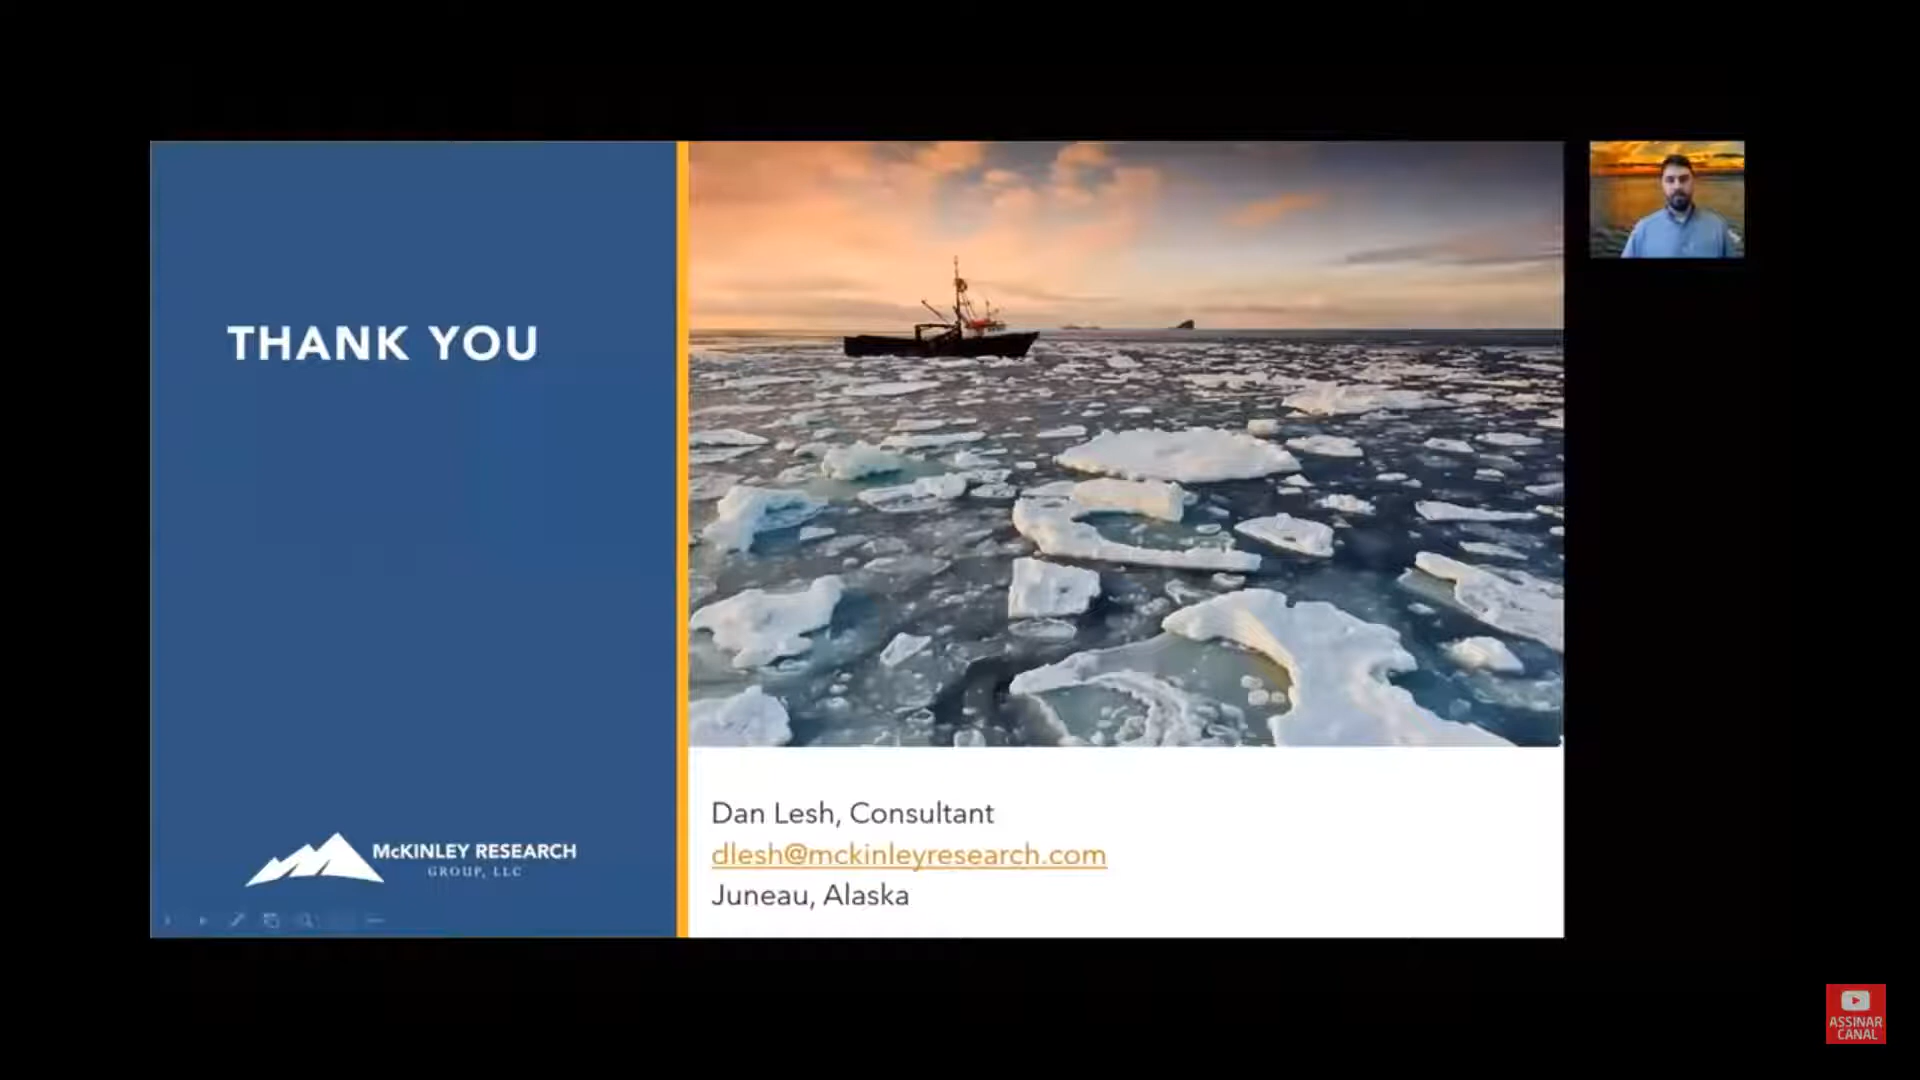 THANK YOU
McKINLEY RESEARCH
GROUP, LLC
Dan Lesh, Consultant
dlesh@mckinleyresearch.com
Juneau, Alaska
ASSINAR
CANAL